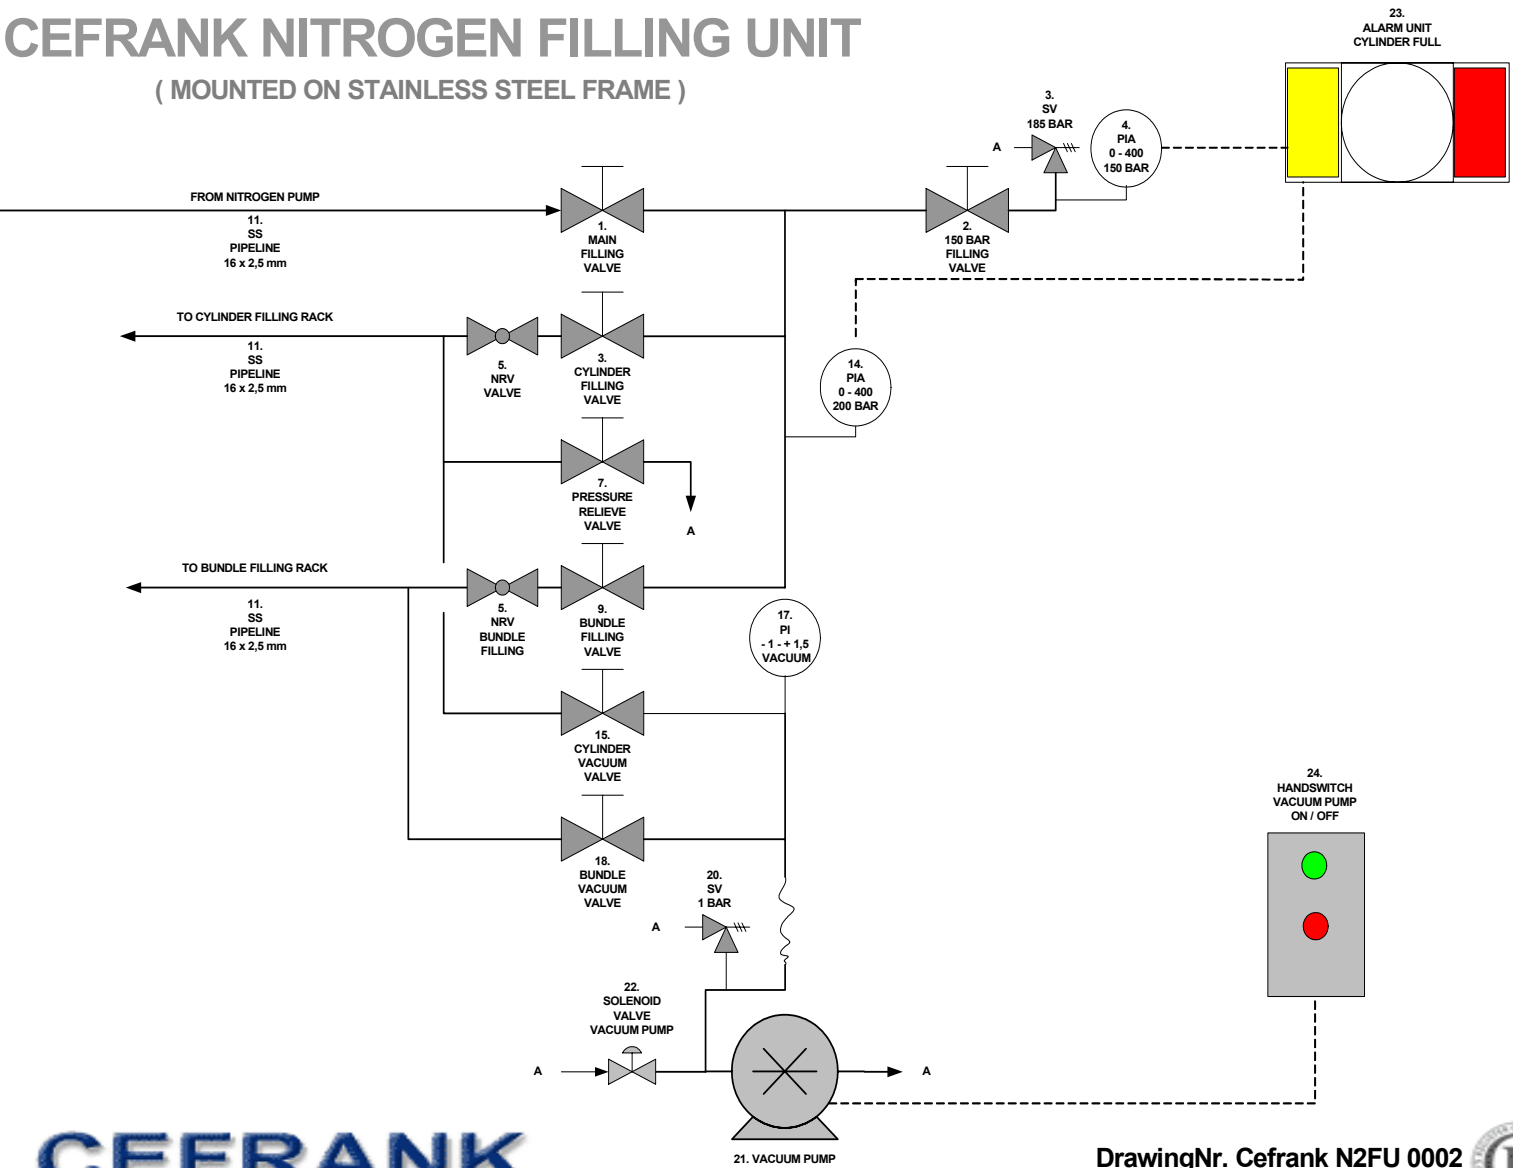 CEFRANK NITROGEN FILLING UNIT
( MOUNTED ON STAINLESS STEEL FRAME )
23.
ALARM UNIT
CYLINDER FULL
3.
SV
185 BAR
A
4.
PIA
0 - 400
150 BAR
FROM NITROGEN PUMP
11.
SS
PIPELINE
16 x 2,5 mm
1.
MAIN
FILLING
VALVE
2.
150 BAR
FILLING
VALVE
TO CYLINDER FILLING RACK
11.
SS
PIPELINE
16 x 2,5 mm
5.
NRV
VALVE
3.
CYLINDER
FILLING
VALVE
14.
PIA
0 - 400
200 BAR
7.
PRESSURE
RELIEVE
VALVE
A
TO BUNDLE FILLING RACK
11.
SS
PIPELINE
16 x 2,5 mm
5.
NRV
BUNDLE
FILLING
9.
BUNDLE
FILLING
VALVE
17.
PI
- 1 - + 1,5
VACUUM
15.
CYLINDER
VACUUM
VALVE
24.
HANDSWITCH
VACUUM PUMP
ON / OFF
18.
BUNDLE
VACUUM
VALVE
20.
SV
1 BAR
A
22.
SOLENOID
VALVE
VACUUM PUMP
A
A
21. VACUUM PUMP
CEFRANK
DrawingNr. Cefrank N2FU 0002